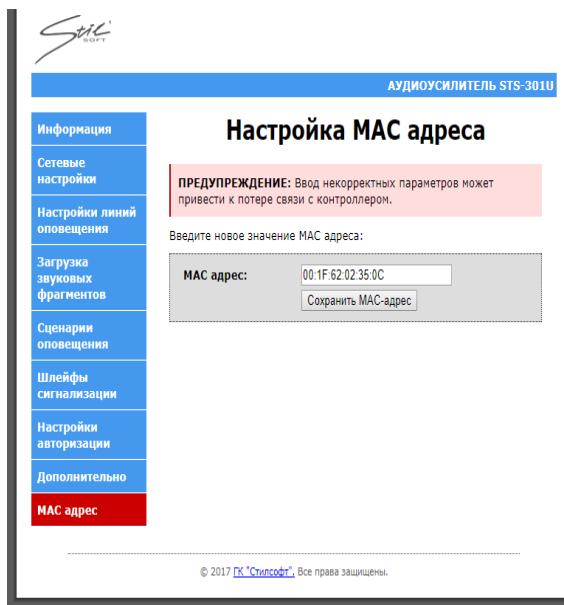 Stil
SOFT
АУДИОУСИЛИТЕЛЬ STS-301U
Информация
Сетевые
настройки
Настройки линий
оповещения
Загрузка
звуковых
фрагментов
Сценарии
оповещения
Шлейфы
сигнализации
Настройки
авторизации
Дополнительно
MAC адрес
Настройка MAC адреса
ПРЕДУПРЕЖДЕНИЕ: Ввод некорректных параметров может
привести к потере связи с контроллером.
Введите новое значение MAC адреса:
MAC адрес:
00:1F:62:02:35:0C
Сохранить MAC-адрес
© 2017 ГК "Стилсофт". Все права защищены.